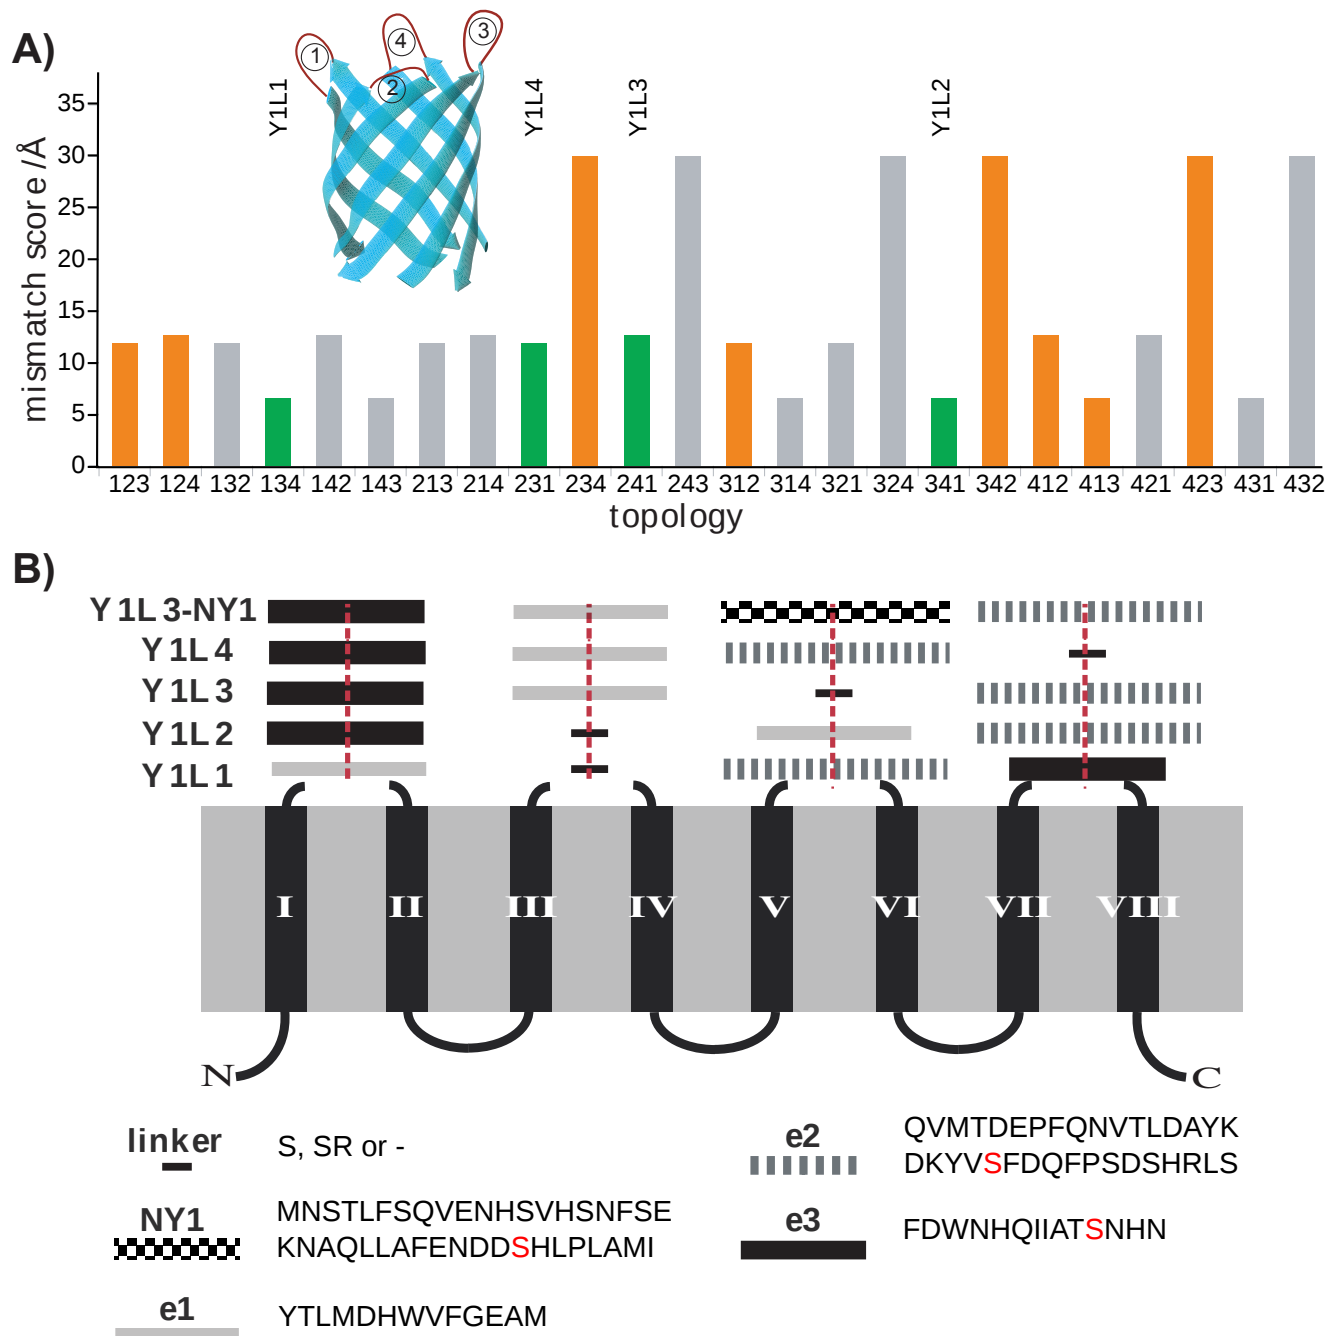 A)
1
4
3
2
Y1L1
Y1L4
Y1L3
Y1L2
mismatch score /Å
35
30
25
20
15
10
5
0
123 124 132 134 142 143 213 214 231 234 241 243 312 314 321 324 341 342 412 413 421 423 431 432
topology
B)
Y1L3-NY1
Y1L4
Y1L3
Y1L2
Y1L1
I II III IV V VI VII VIII
N
C
linker
S, SR or -
NY1
MNSTLFSQVENHSVHSNFSE
KNAQLLAFENDDSHLPLAMI
e1
YTLMDHWVFGEAM
e2
QVMTDEPFQNVTLDAYK
DKYVSFDQFPSDSHRLS
e3
FDWNHQIIATSNHN